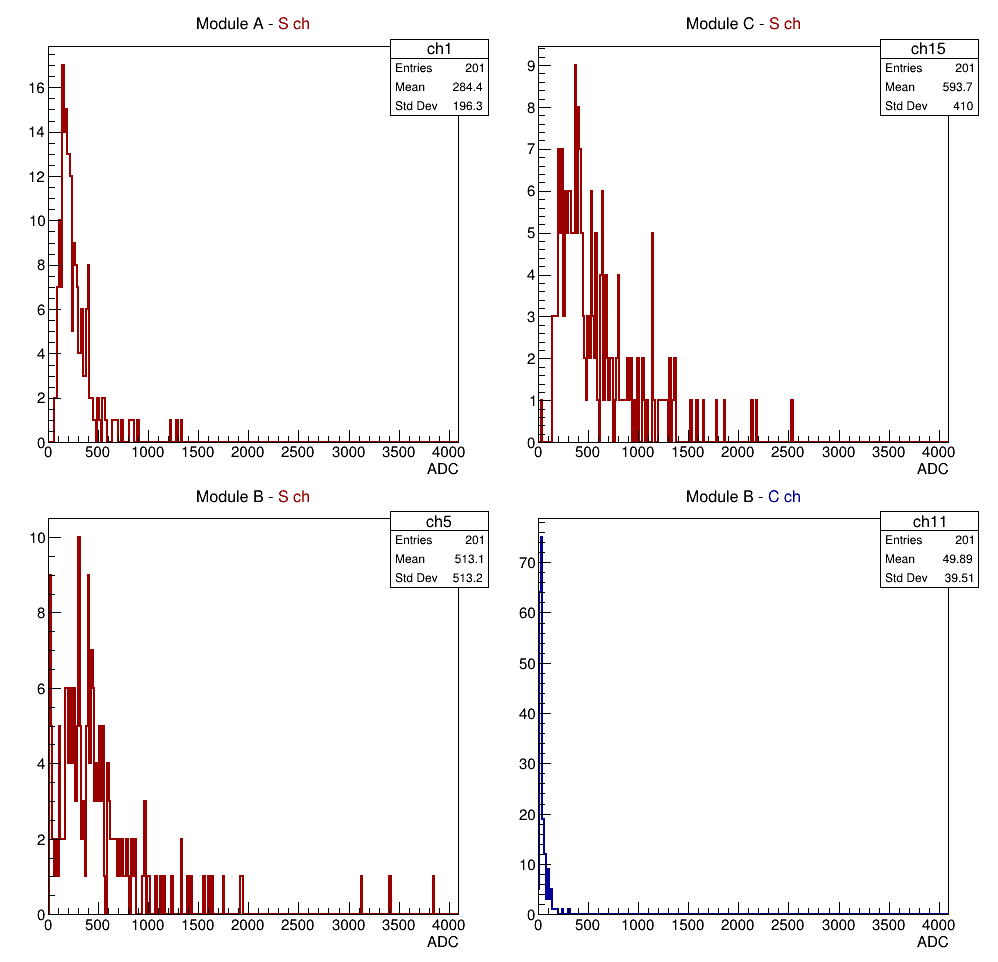 Module A - S ch
ch1
Entries 201
Mean 284.4
Std Dev 196.3
16
14
12
10
8
6
4
2
0
0 500 1000 1500 2000 2500 3000 3500 4000
ADC
Module C - S ch
ch15
Entries 201
Mean 593.7
Std Dev 410
9
8
7
6
5
4
3
2
1
0
0 500 1000 1500 2000 2500 3000 3500 4000
ADC
Module B - S ch
ch5
Entries 201
Mean 513.1
Std Dev 513.2
10
8
6
4
2
0
0 500 1000 1500 2000 2500 3000 3500 4000
ADC
Module B - C ch
ch11
Entries 201
Mean 49.89
Std Dev 39.51
70
60
50
40
30
20
10
0
0 500 1000 1500 2000 2500 3000 3500 4000
ADC